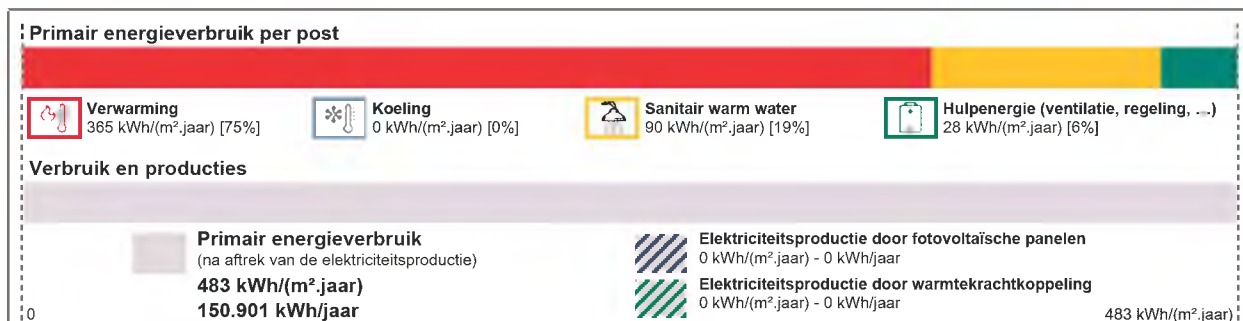 Primair energieverbruik per post
Verwarming
365 kWh/(m².jaar) [75%]
Koeling
0 kWh/(m².jaar) [0%]
Sanitair warm water
90 kWh/(m².jaar) [19%]
Hulpenergie (ventilatie, regeling, ...)
28 kWh/(m².jaar) [6%]
Verbruik en producties
Primair energieverbruik
(na aftrek van de elektriciteitsproductie)
483 kWh/(m².jaar)
150.901 kWh/jaar
Elektriciteitsproductie door fotovoltaïsche panelen
0 kWh/(m².jaar) - 0 kWh/jaar
Elektriciteitsproductie door warmtekrachtkoppeling
0 kWh/(m².jaar) - 0 kWh/jaar
0
483 kWh/(m².jaar)